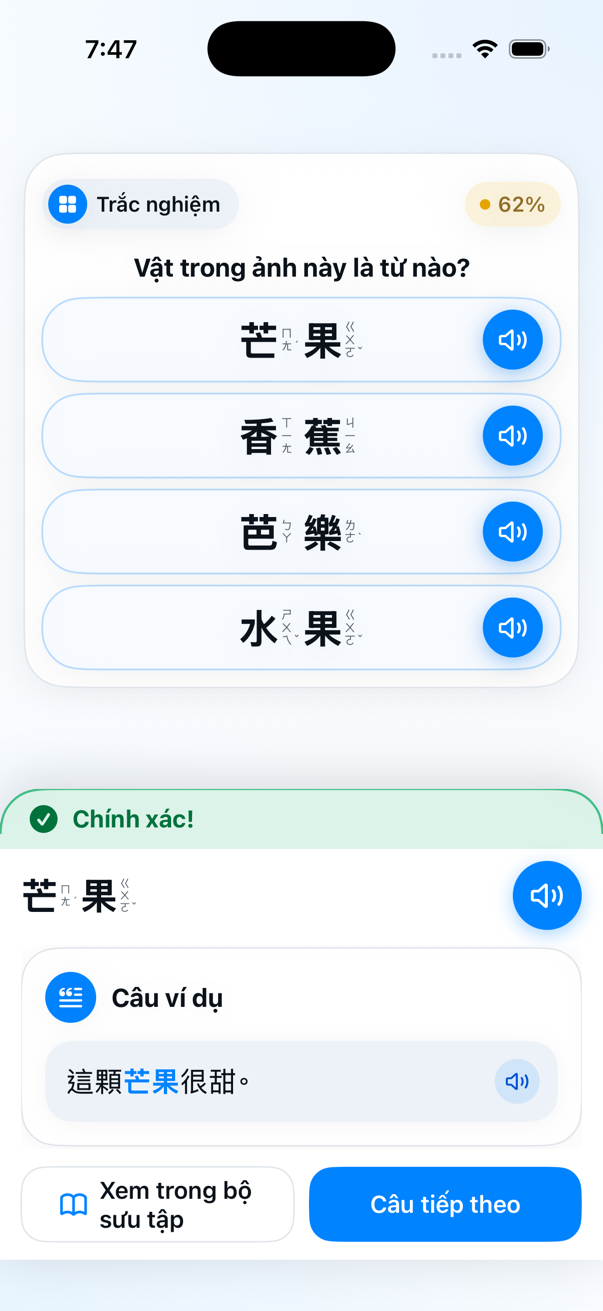 7:47
Trắc nghiệm
62%
Vật trong ảnh này là từ nào?
芒ㄇㄤˊ果ㄍㄨㄛˇ
香ㄒㄧㄤ蕉ㄐㄧㄠ
芭ㄅㄚ樂ㄌㄜˋ
水ㄕㄨㄟˇ果ㄍㄨㄛˇ
Chính xác!
芒ㄇㄤˊ果ㄍㄨㄛˇ
Câu ví dụ
這顆芒果很甜。
Xem trong bộ
sưu tập
Câu tiếp theo